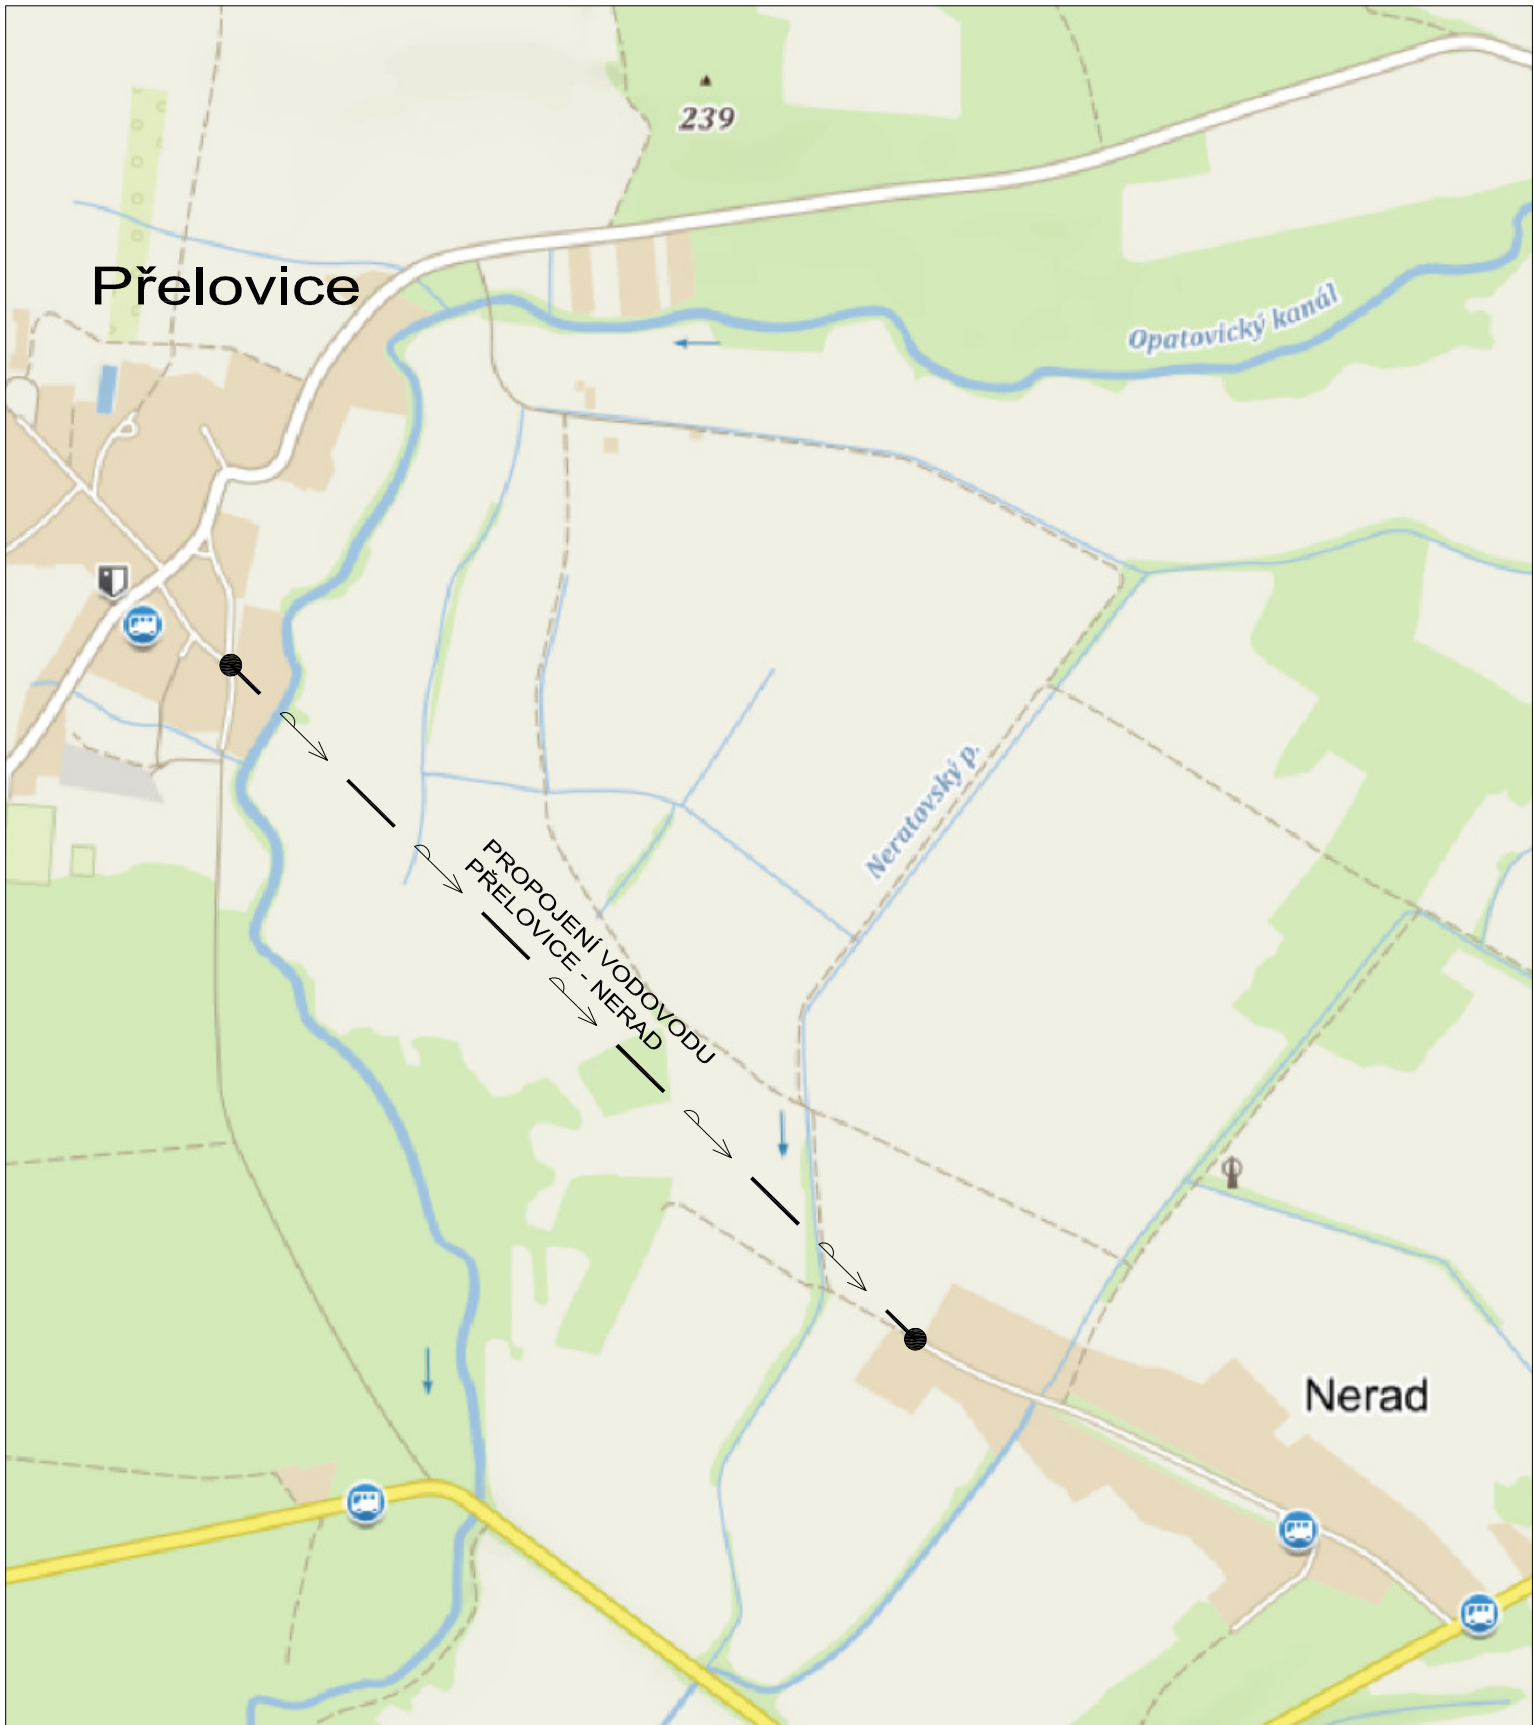 239
Přelovice
Opatovický kanál
Neratovský p.
PROPOJENÍ VODOVODU
PŘELOVICE - NERAD
Nerad